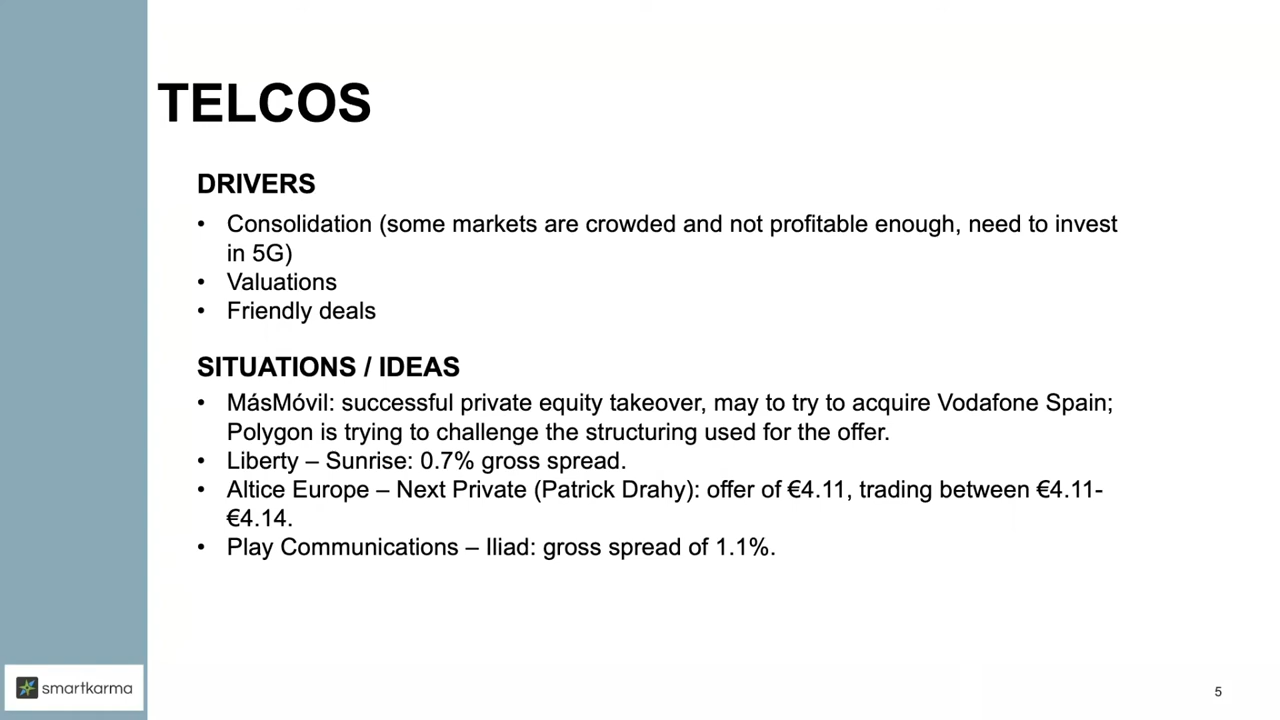 TELCOS
DRIVERS
• Consolidation (some markets are crowded and not profitable enough, need to invest
in 5G)
• Valuations
• Friendly deals
SITUATIONS / IDEAS
• MásMóvil: successful private equity takeover, may to try to acquire Vodafone Spain;
Polygon is trying to challenge the structuring used for the offer.
• Liberty – Sunrise: 0.7% gross spread.
• Altice Europe – Next Private (Patrick Drahy): offer of €4.11, trading between €4.11-
€4.14.
• Play Communications – Iliad: gross spread of 1.1%.
smartkarma
5